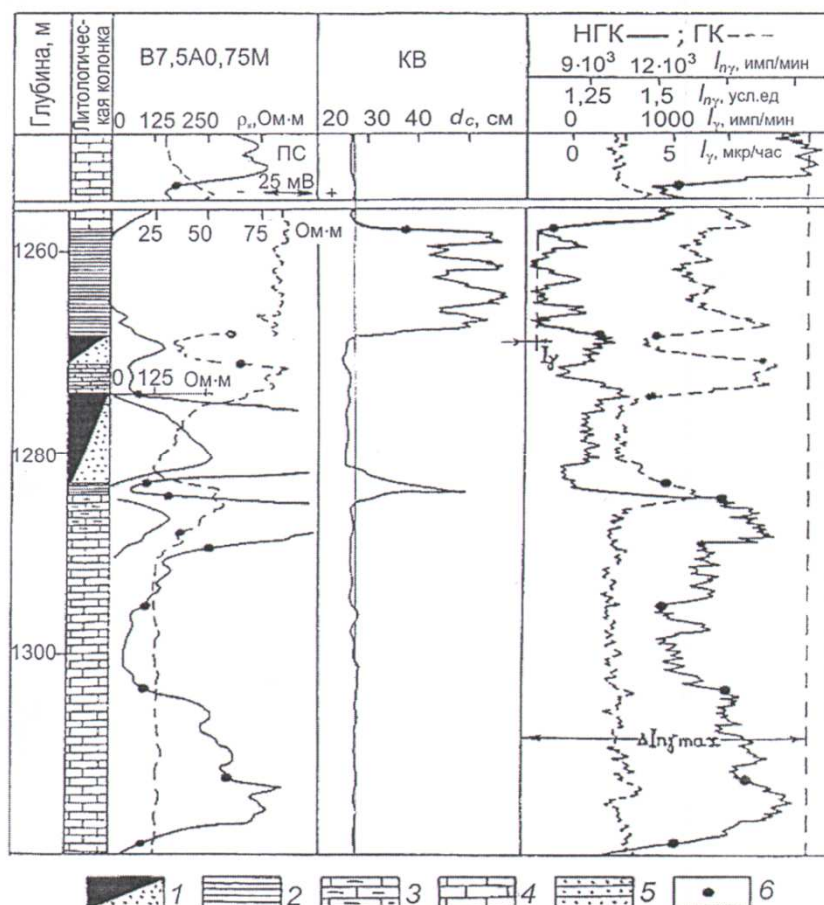 Глубина, м
Литологичес-
кая колонка
В7,5А0,75М
0 125 250 ρк, Ом·м
ПС
25 мВ
- +
КВ
20 30 40 dс, см
НГК — ; ГК ---
9·10³ 12·10³ Inγ, имп/мин
1,25 1,5 Inγ, усл.ед
0 1000 Iγ, имп/мин
0 5 Iγ, мкр/час
25 50 75 Ом·м
1260
Iγ
0 125 Ом·м
1280
1300
ΔInγmax
1 2 3 4 5 6